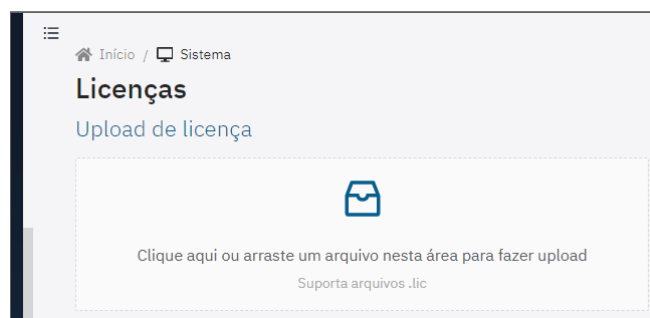 Início / Sistema
Licenças
Upload de licença
Clique aqui ou arraste um arquivo nesta área para fazer upload
Suporta arquivos .lic